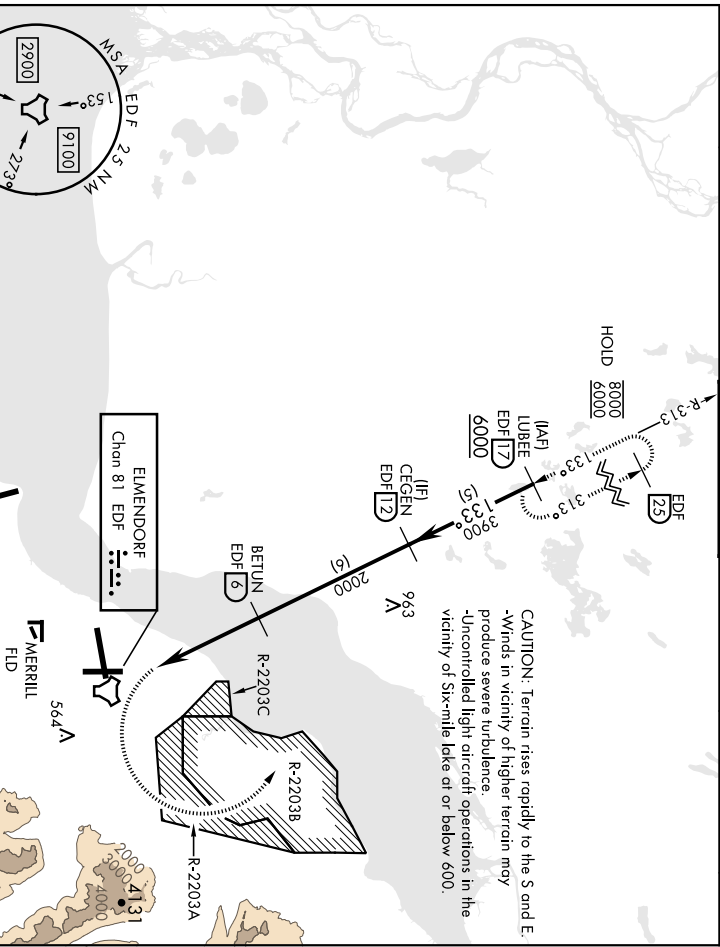 MSA EDF 25 NM
2900
153°
9100
273°
R-313
HOLD
8000
6000
133°
313°
EDF
25
(IAF)
LUBEE
EDF 17
6000
(5)
133°
3900
(IF)
CEGEN
EDF 12
(6)
2000
963
BETUN
EDF 6
CAUTION: Terrain rises rapidly to the S and E.
-Winds in vicinity of higher terrain may
produce severe turbulence.
-Uncontrolled light aircraft operations in the
vicinity of Six-mile lake at or below 600.
ELMENDORF
Chan 81 EDF
R-2203C
R-2203B
R-2203A
MERRILL
FLD
564
2000
3000
4000
4131